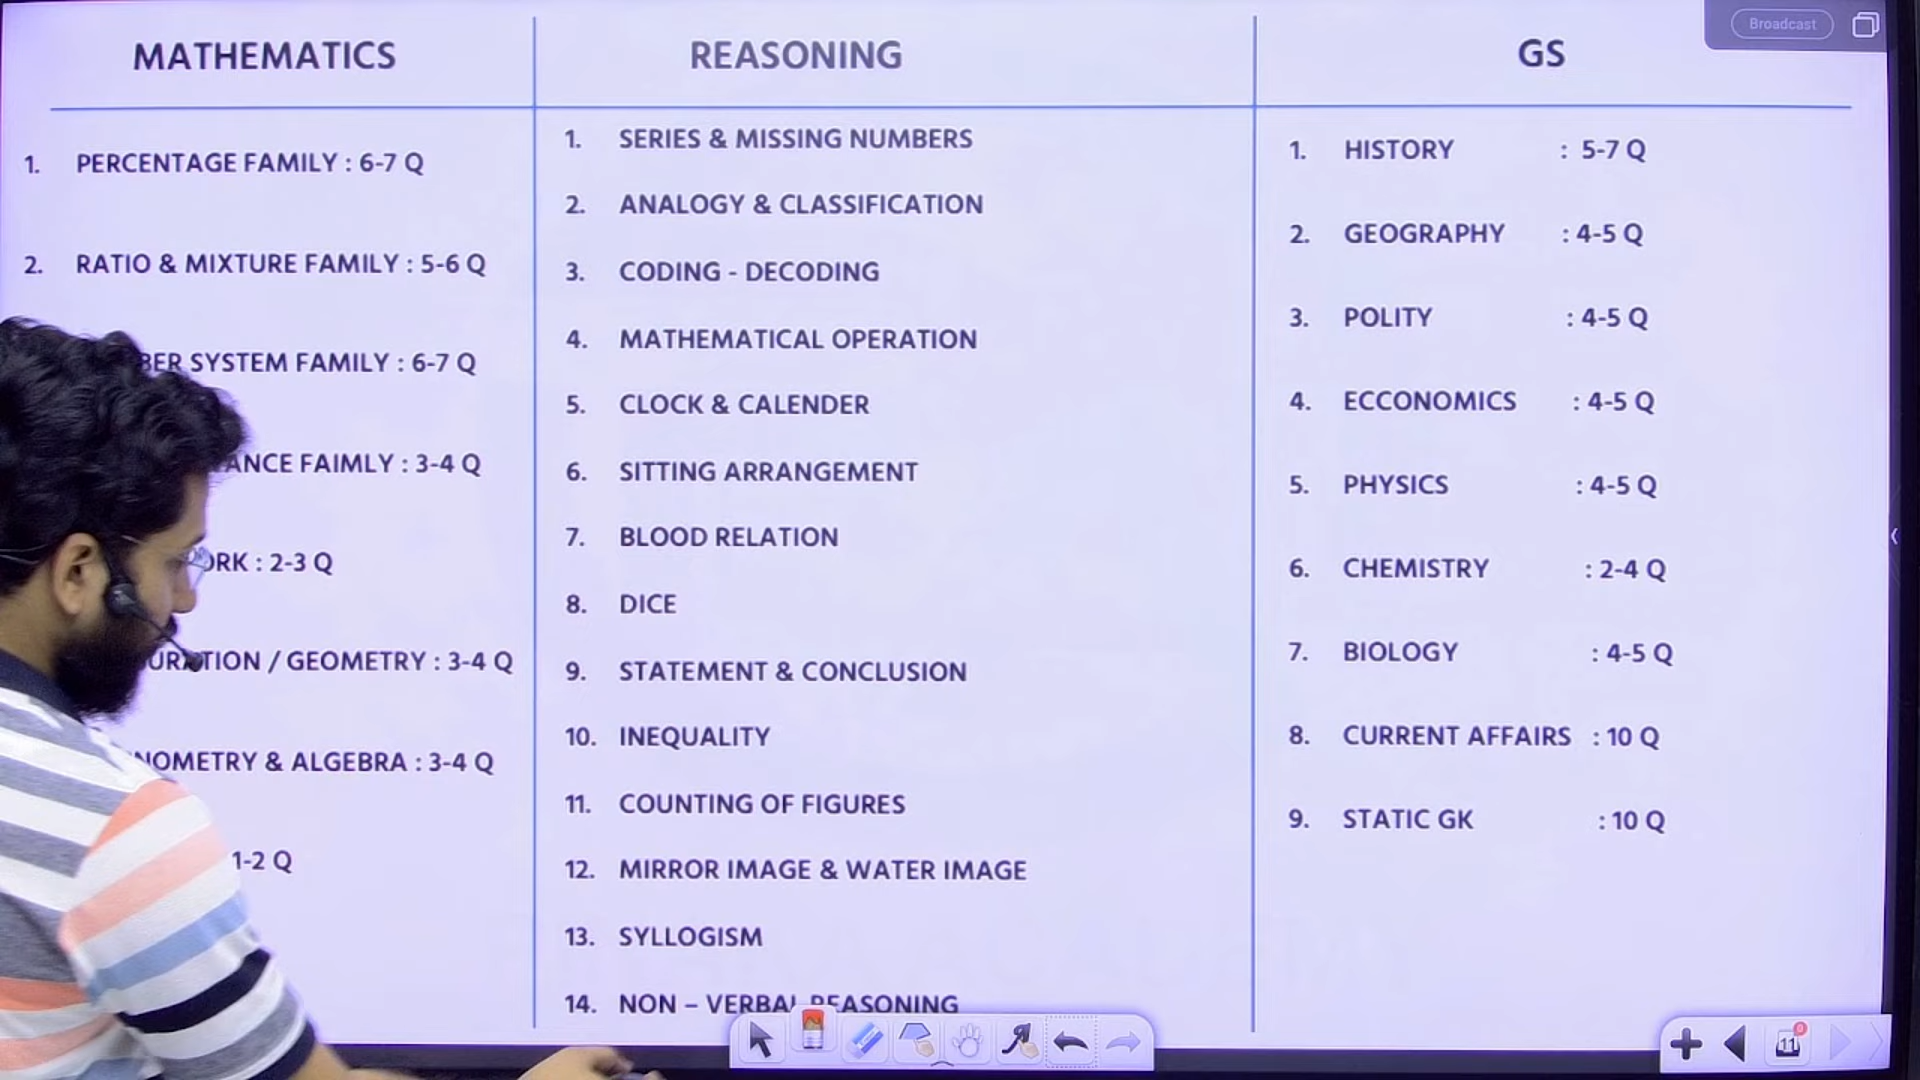 MATHEMATICS
1. PERCENTAGE FAMILY : 6-7 Q
2. RATIO & MIXTURE FAMILY : 5-6 Q
SYSTEM FAMILY : 6-7 Q
FAIMLY : 3-4 Q
: 2-3 Q
/ GEOMETRY : 3-4 Q
& ALGEBRA : 3-4 Q
1-2 Q
REASONING
1. SERIES & MISSING NUMBERS
2. ANALOGY & CLASSIFICATION
3. CODING - DECODING
4. MATHEMATICAL OPERATION
5. CLOCK & CALENDER
6. SITTING ARRANGEMENT
7. BLOOD RELATION
8. DICE
9. STATEMENT & CONCLUSION
10. INEQUALITY
11. COUNTING OF FIGURES
12. MIRROR IMAGE & WATER IMAGE
13. SYLLOGISM
14. NON – VERBAL REASONING
GS
1. HISTORY : 5-7 Q
2. GEOGRAPHY : 4-5 Q
3. POLITY : 4-5 Q
4. ECCONOMICS : 4-5 Q
5. PHYSICS : 4-5 Q
6. CHEMISTRY : 2-4 Q
7. BIOLOGY : 4-5 Q
8. CURRENT AFFAIRS : 10 Q
9. STATIC GK : 10 Q
Broadcast
11